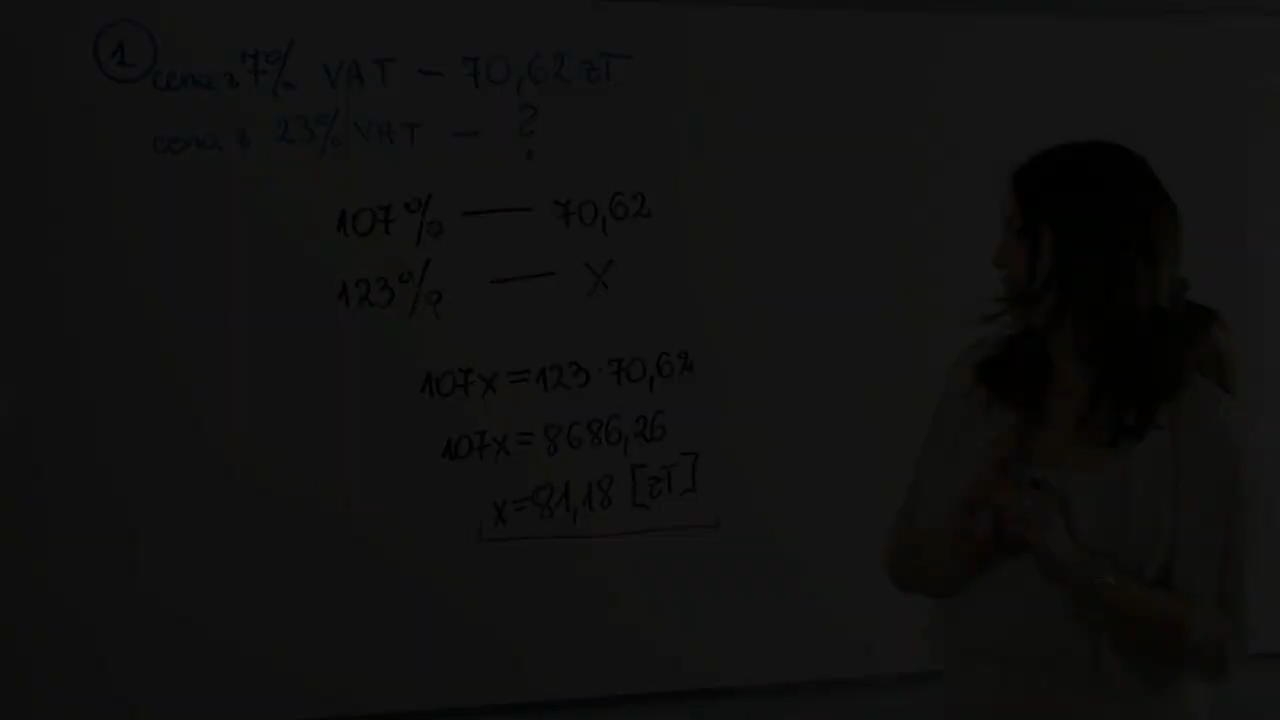 1 cena z 7% VAT – 70,62 zł
cena z 23% VAT – ?
107% — 70,62
123% — X
107x = 123 · 70,62
107x = 8686,26
x = 81,18 [zł]